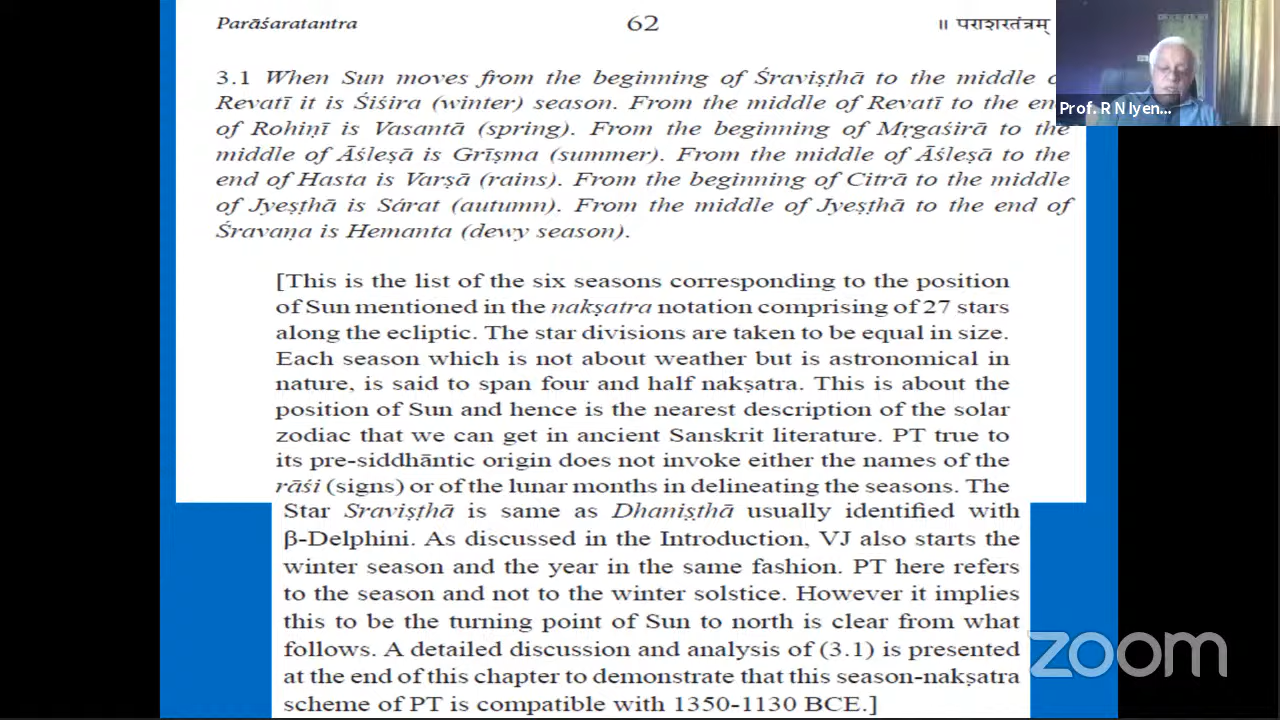 Parāśaratantra 62 ॥ पराशरतंत्रम्
3.1 When Sun moves from the beginning of Śraviṣṭhā to the middle
Revatī it is Śiśira (winter) season. From the middle of Revatī to the
of Rohiṇī is Vasantā (spring). From the beginning of Mṛgaśirā to the
middle of Āśleṣā is Grīṣma (summer). From the middle of Āśleṣā to the
end of Hasta is Varṣā (rains). From the beginning of Citrā to the middle
of Jyeṣṭhā is Sárat (autumn). From the middle of Jyeṣṭhā to the end of
Śravaṇa is Hemanta (dewy season).
[This is the list of the six seasons corresponding to the position
of Sun mentioned in the nakṣatra notation comprising of 27 stars
along the ecliptic. The star divisions are taken to be equal in size.
Each season which is not about weather but is astronomical in
nature, is said to span four and half nakṣatra. This is about the
position of Sun and hence is the nearest description of the solar
zodiac that we can get in ancient Sanskrit literature. PT true to
its pre-siddhāntic origin does not invoke either the names of the
rāśi (signs) or of the lunar months in delineating the seasons. The
Star Sraviṣṭhā is same as Dhaniṣṭhā usually identified with
β-Delphini. As discussed in the Introduction, VJ also starts the
winter season and the year in the same fashion. PT here refers
to the season and not to the winter solstice. However it implies
this to be the turning point of Sun to north is clear from what
follows. A detailed discussion and analysis of (3.1) is presented
at the end of this chapter to demonstrate that this season-nakṣatra
scheme of PT is compatible with 1350-1130 BCE.]
Prof. R N Iyen...
zoom